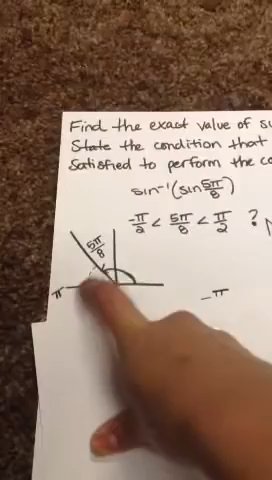 Find the exact value of
State the condition that
Satisfied to perform the
sin⁻¹(sin 5π/8)
-π/2 < 5π/8 < π/2 ?
5π/8
π
-π